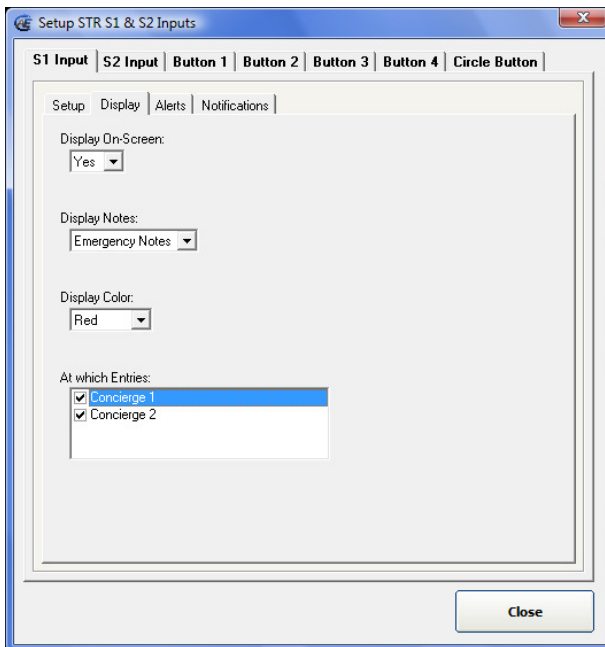 Setup STR S1 & S2 Inputs
S1 Input S2 Input Button 1 Button 2 Button 3 Button 4 Circle Button
Setup Display Alerts Notifications
Display On-Screen:
Yes
Display Notes:
Emergency Notes
Display Color:
Red
At which Entries:
Concierge 1
Concierge 2
Close